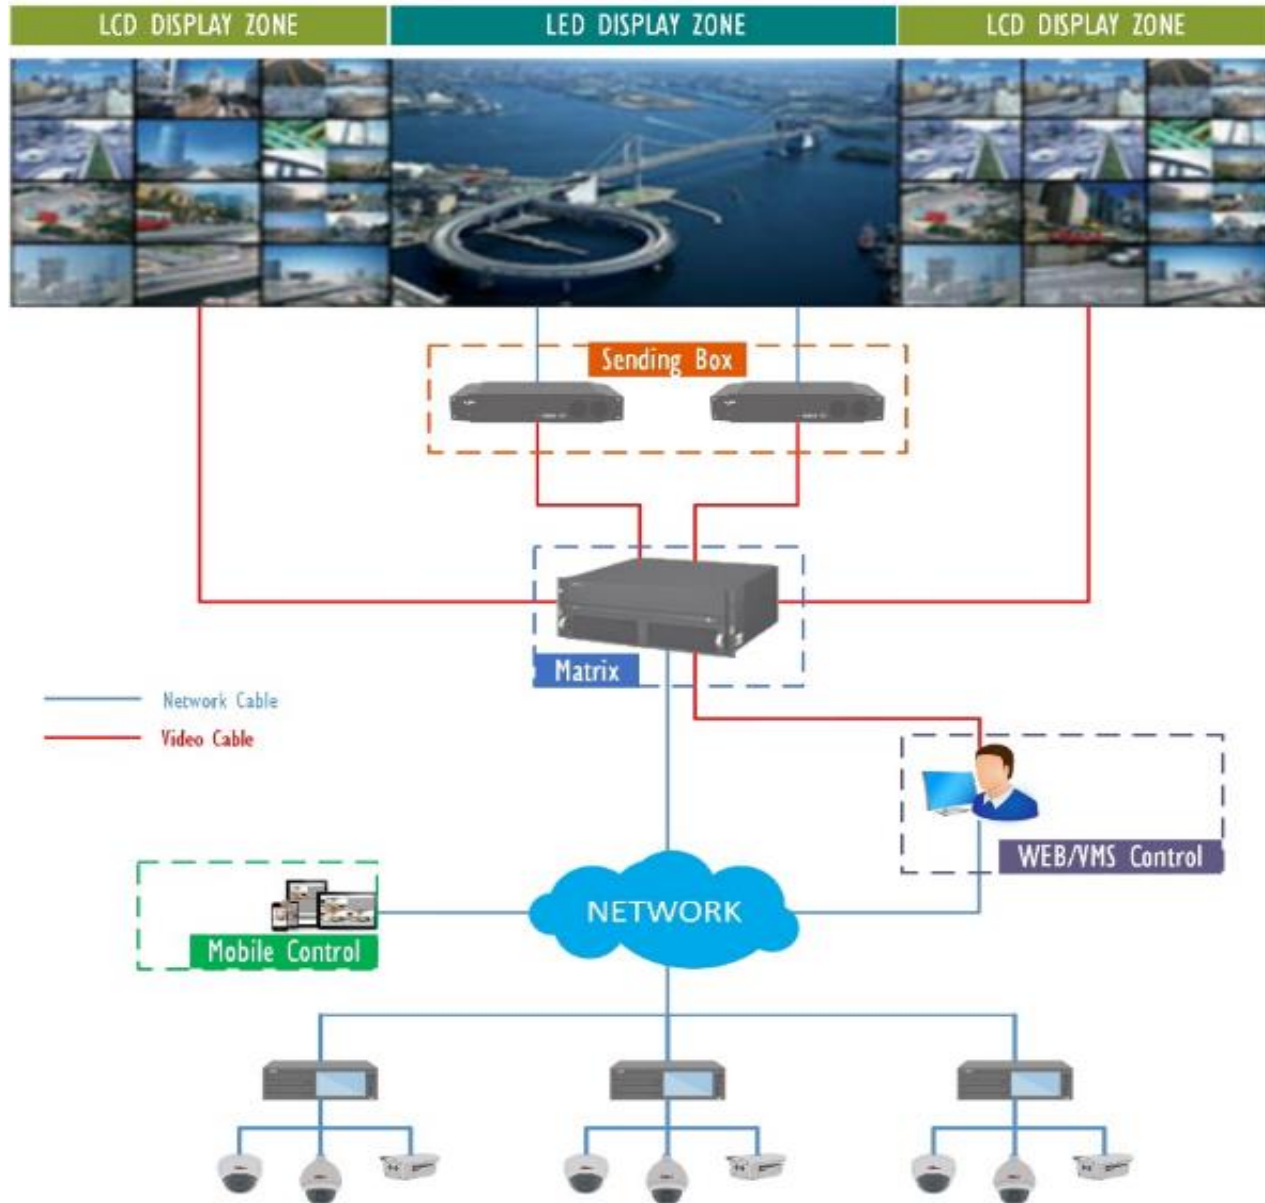 LCD DISPLAY ZONE
LED DISPLAY ZONE
LCD DISPLAY ZONE
Sending Box
Matrix
Network Cable
Video Cable
WEB/VMS Control
NETWORK
Mobile Control